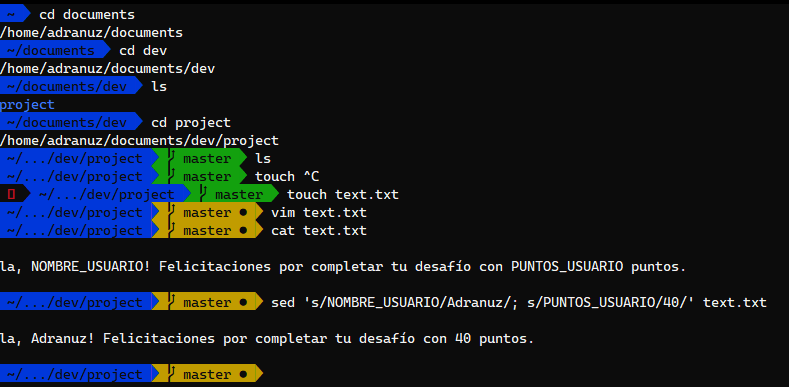 ~ cd documents
/home/adranuz/documents
~/documents cd dev
/home/adranuz/documents/dev
~/documents/dev ls
project
~/documents/dev cd project
/home/adranuz/documents/dev/project
~/.../dev/project master ls
~/.../dev/project master touch ^C
~/.../dev/project master touch text.txt
~/.../dev/project master ● vim text.txt
~/.../dev/project master ● cat text.txt
la, NOMBRE_USUARIO! Felicitaciones por completar tu desafío con PUNTOS_USUARIO puntos.
~/.../dev/project master ● sed 's/NOMBRE_USUARIO/Adranuz/; s/PUNTOS_USUARIO/40/' text.txt
la, Adranuz! Felicitaciones por completar tu desafío con 40 puntos.
~/.../dev/project master ●